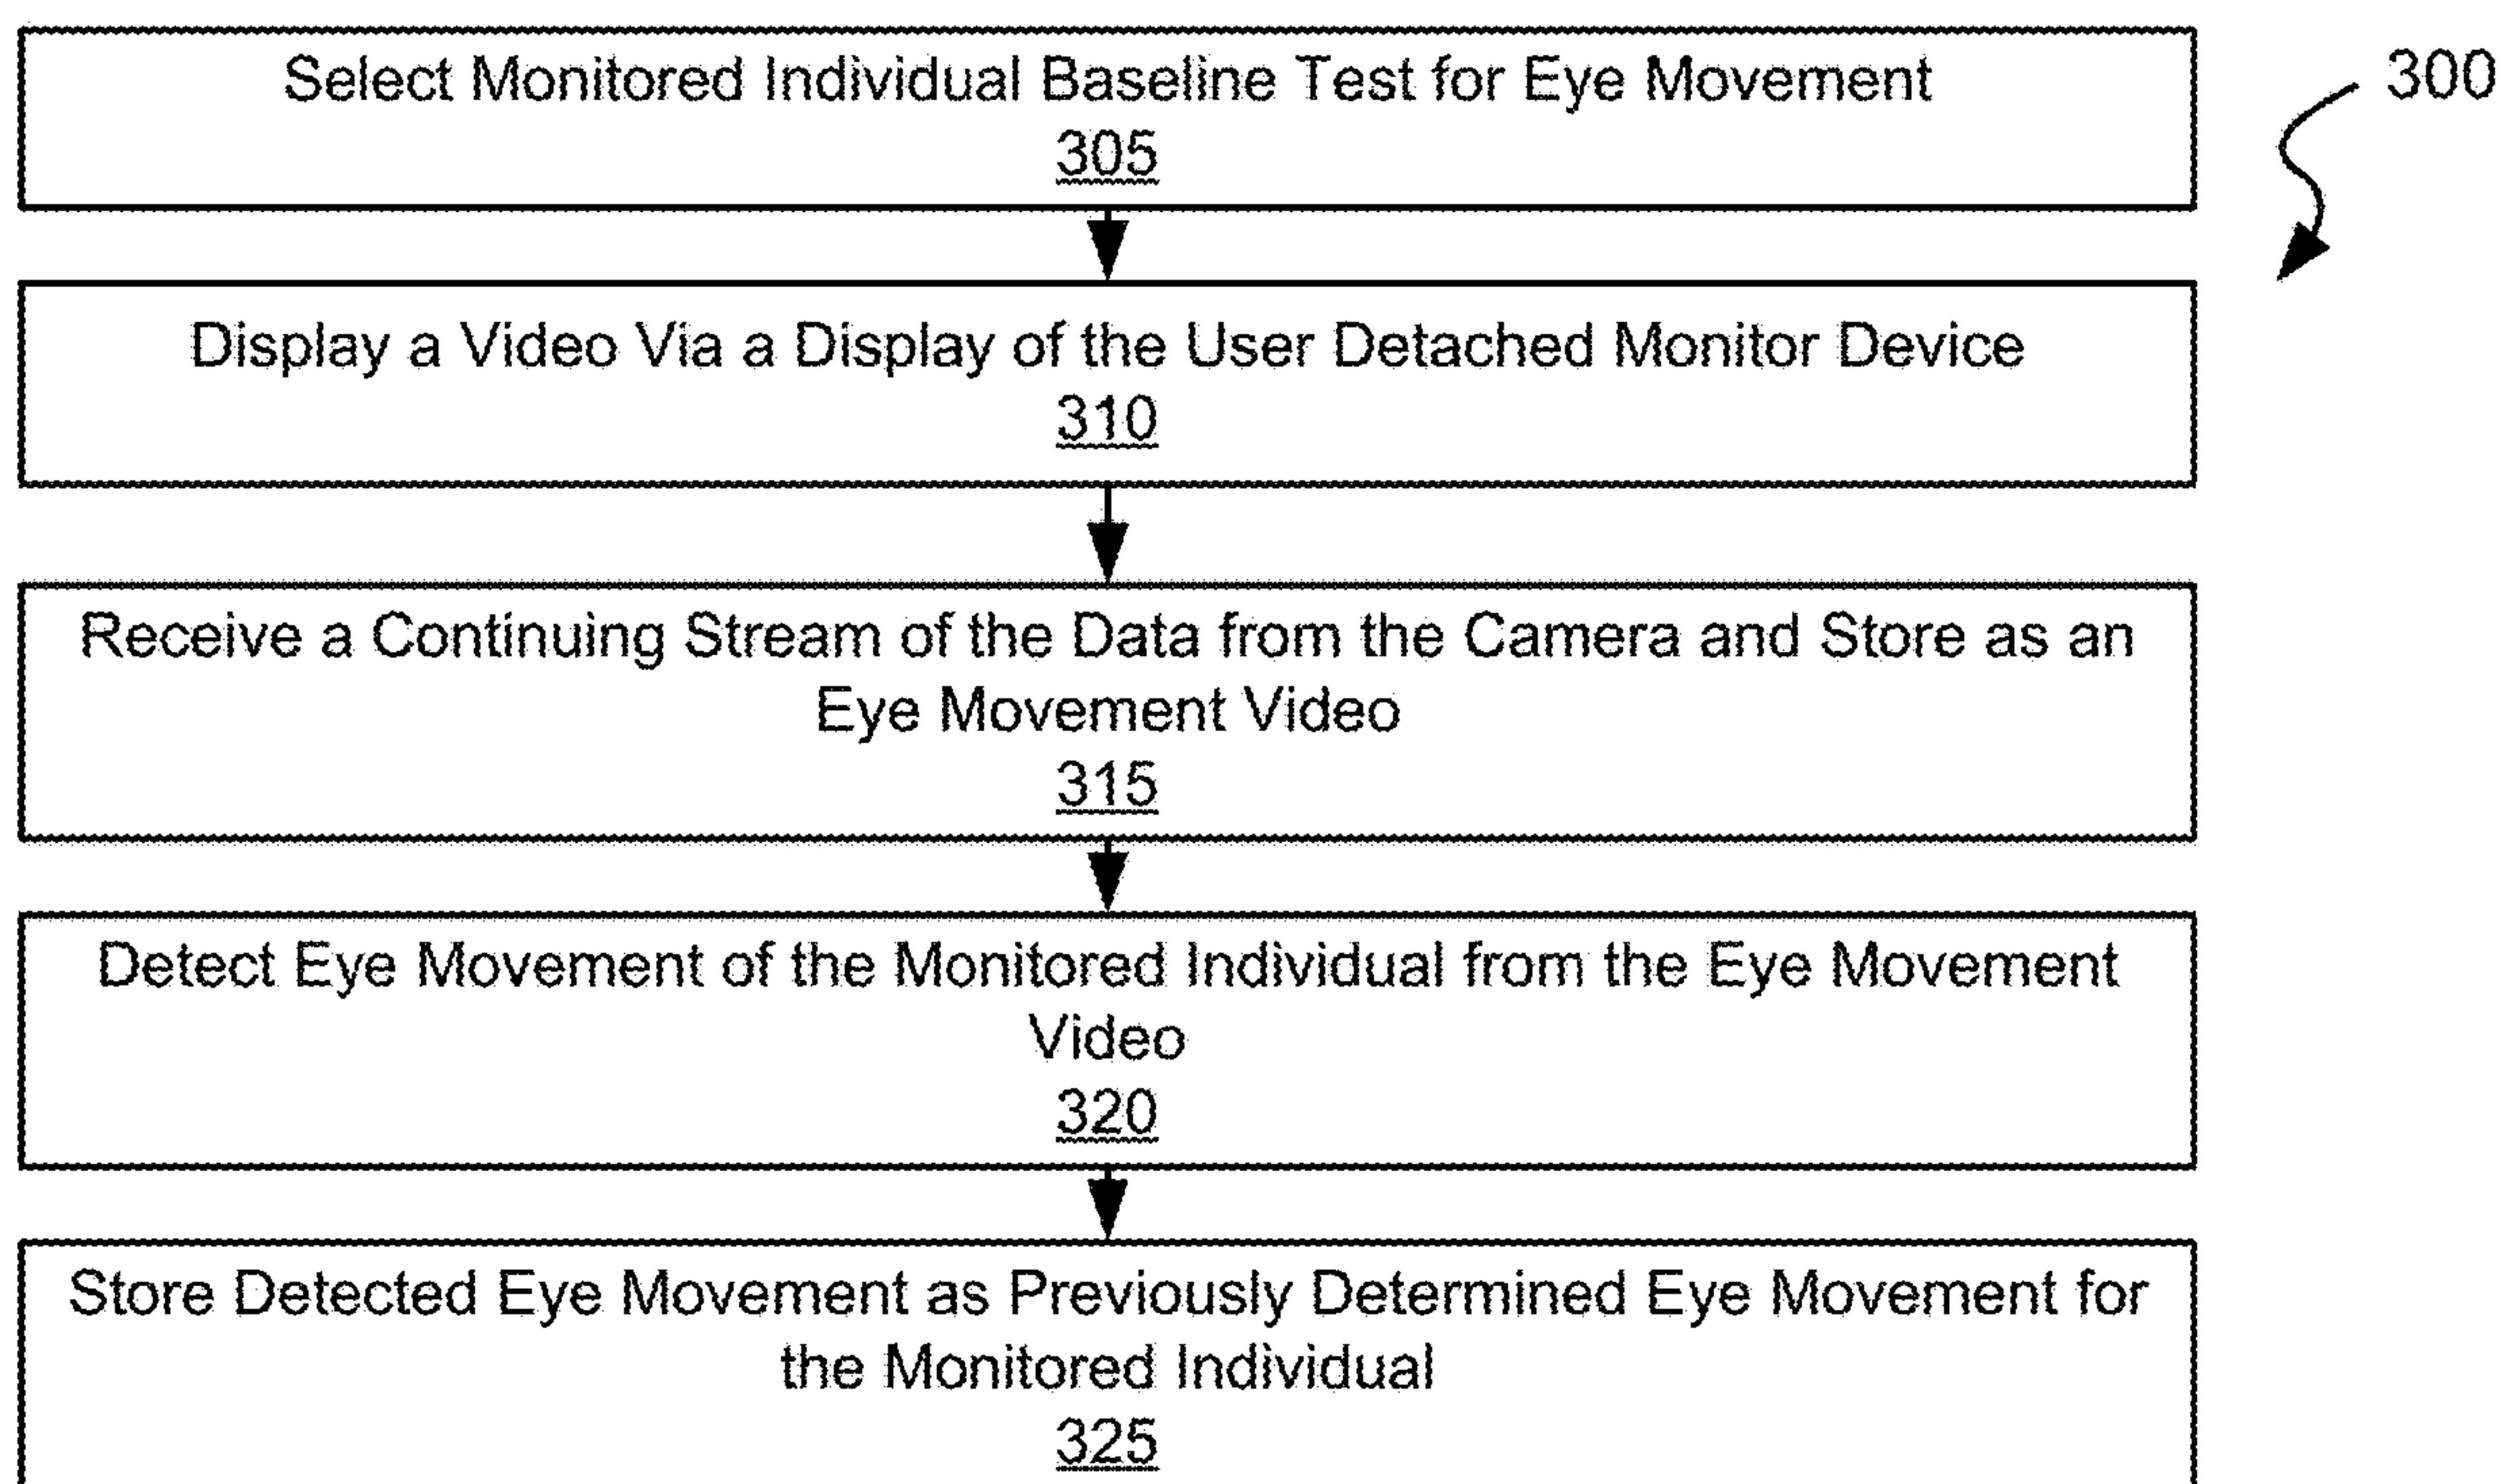 Select Monitored Individual Baseline Test for Eye Movement
305
300
Display a Video Via a Display of the User Detached Monitor Device
310
Receive a Continuing Stream of the Data from the Camera and Store as an
Eye Movement Video
315
Detect Eye Movement of the Monitored Individual from the Eye Movement
Video
320
Store Detected Eye Movement as Previously Determined Eye Movement for
the Monitored Individual
325